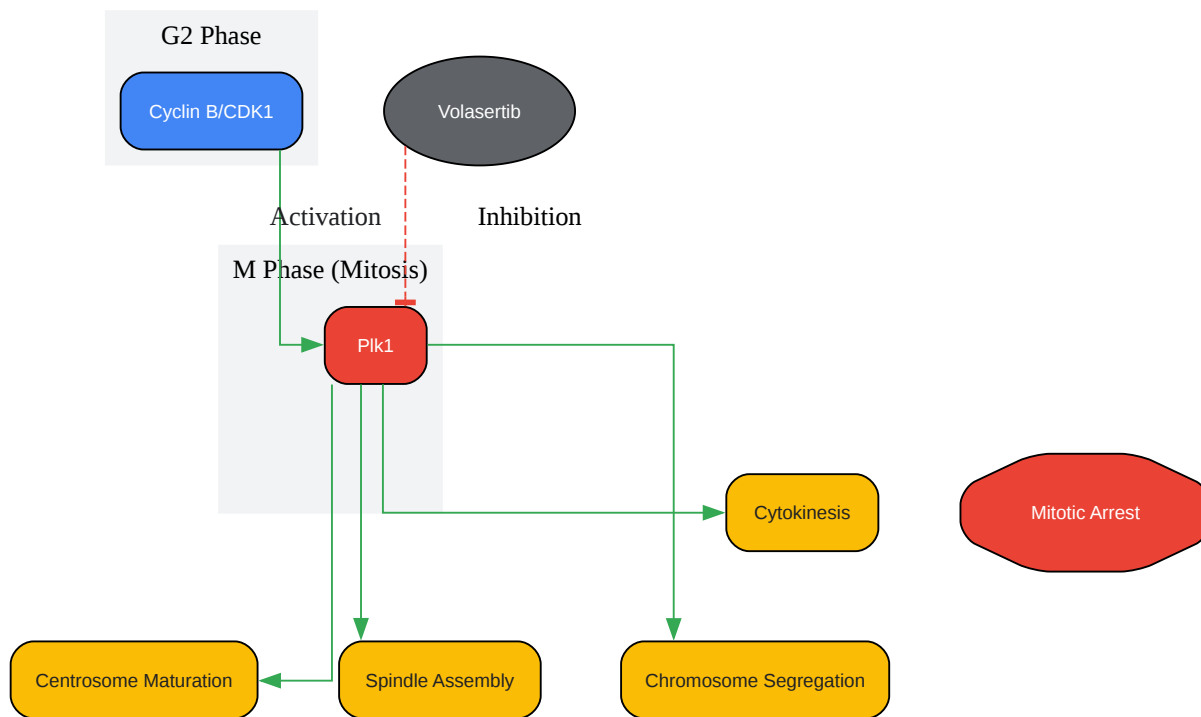 G2 Phase
Cyclin B/CDK1
Volasertib
Activation
Inhibition
M Phase (Mitosis)
Plk1
Cytokinesis
Mitotic Arrest
Centrosome Maturation
Spindle Assembly
Chromosome Segregation